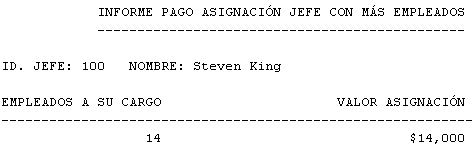 INFORME PAGO ASIGNACIÓN JEFE CON MÁS EMPLEADOS
----------------------------------------------
ID. JEFE: 100 NOMBRE: Steven King
EMPLEADOS A SU CARGO VALOR ASIGNACIÓN
-----------------------------------------------------------
14 $14,000